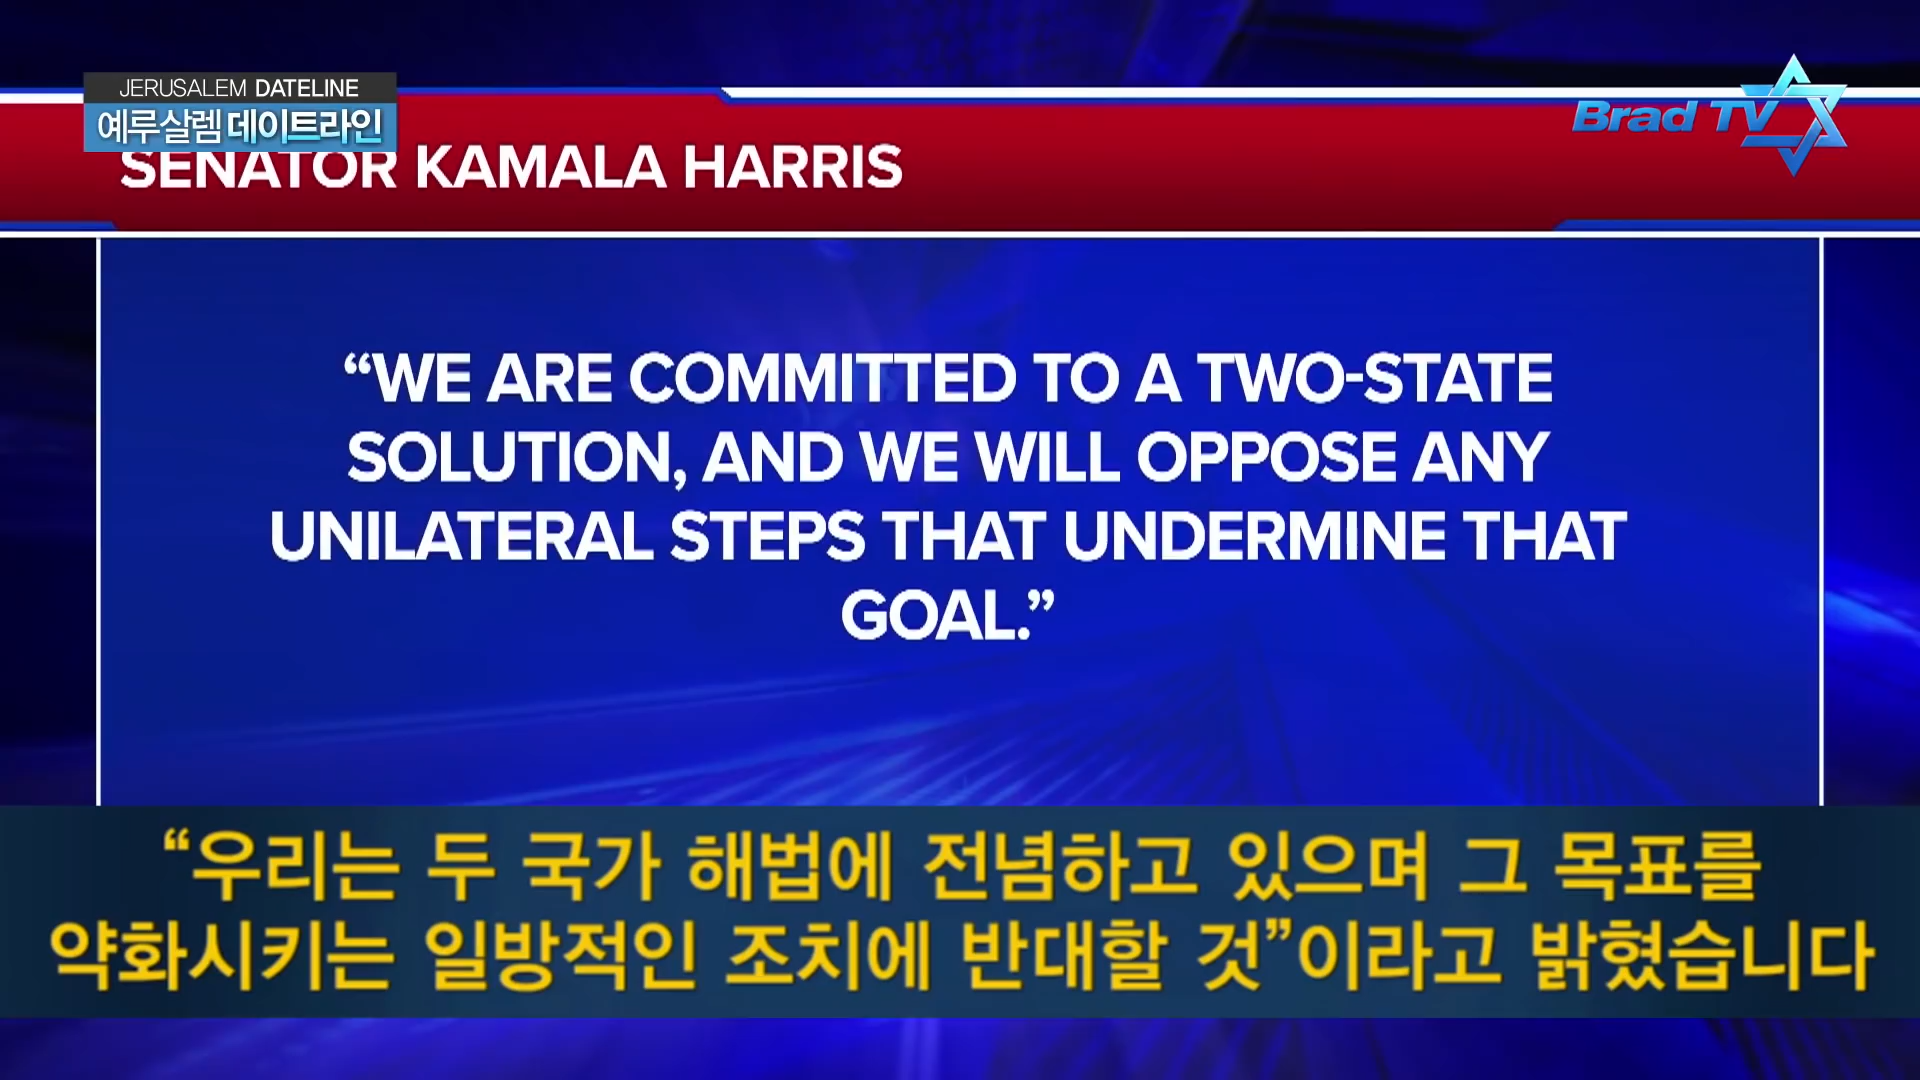 JERUSALEM DATELINE
예루살렘 데이트라인
Brad TV
SENATOR KAMALA HARRIS
“WE ARE COMMITTED TO A TWO-STATE
SOLUTION, AND WE WILL OPPOSE ANY
UNILATERAL STEPS THAT UNDERMINE THAT
GOAL.”
“우리는 두 국가 해법에 전념하고 있으며 그 목표를
약화시키는 일방적인 조치에 반대할 것”이라고 밝혔습니다